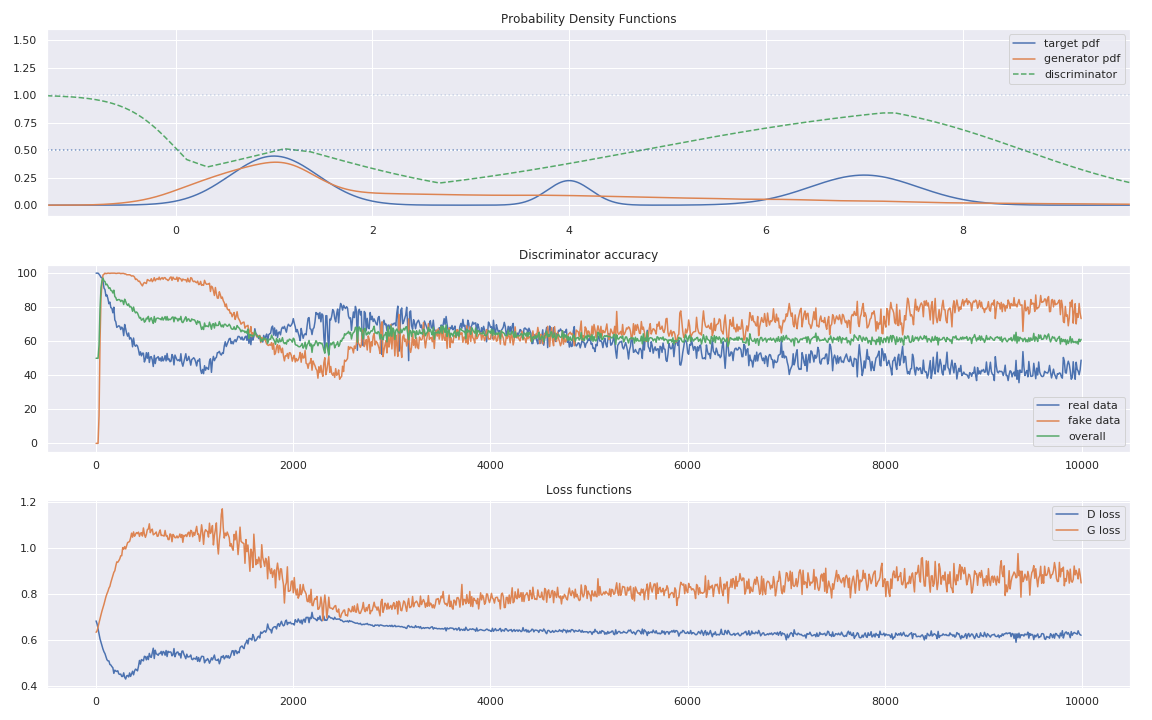 Probability Density Functions
1.50
1.25
1.00
0.75
0.50
0.25
0.00
target pdf
generator pdf
discriminator
0 2 4 6 8
Discriminator accuracy
100
80
60
40
20
0
real data
fake data
overall
0 2000 4000 6000 8000 10000
Loss functions
1.2
1.0
0.8
0.6
0.4
D loss
G loss
0 2000 4000 6000 8000 10000